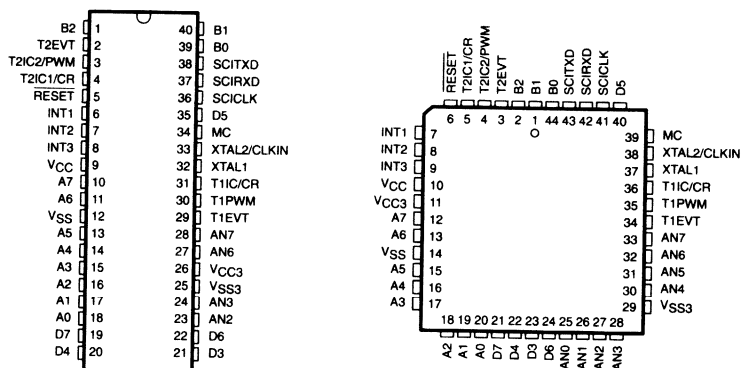 B2 1 40 B1
T2EVT 2 39 B0
T2IC2/PWM 3 38 SCITXD
T2IC1/CR 4 37 SCIRXD
RESET 5 36 SCICLK
INT1 6 35 D5
INT2 7 34 MC
INT3 8 33 XTAL2/CLKIN
VCC 9 32 XTAL1
A7 10 31 T1IC/CR
A6 11 30 T1PWM
VSS 12 29 T1EVT
A5 13 28 AN7
A4 14 27 AN6
A3 15 26 VCC3
A2 16 25 VSS3
A1 17 24 AN3
A0 18 23 AN2
D7 19 22 D6
D4 20 21 D3
RESET T2IC1/CR T2IC2/PWM T2EVT B2 B1 B0 SCITXD SCIRXD SCICLK D5
6 5 4 3 2 1 44 43 42 41 40
INT1 7 39 MC
INT2 8 38 XTAL2/CLKIN
INT3 9 37 XTAL1
VCC 10 36 T1IC/CR
VCC3 11 35 T1PWM
A7 12 34 T1EVT
A6 13 33 AN7
VSS 14 32 AN6
A5 15 31 AN5
A4 16 30 AN4
A3 17 29 VSS3
18 19 20 21 22 23 24 25 26 27 28
A2 A1 A0 D7 D4 D3 D6 AN0 AN1 AN2 AN3